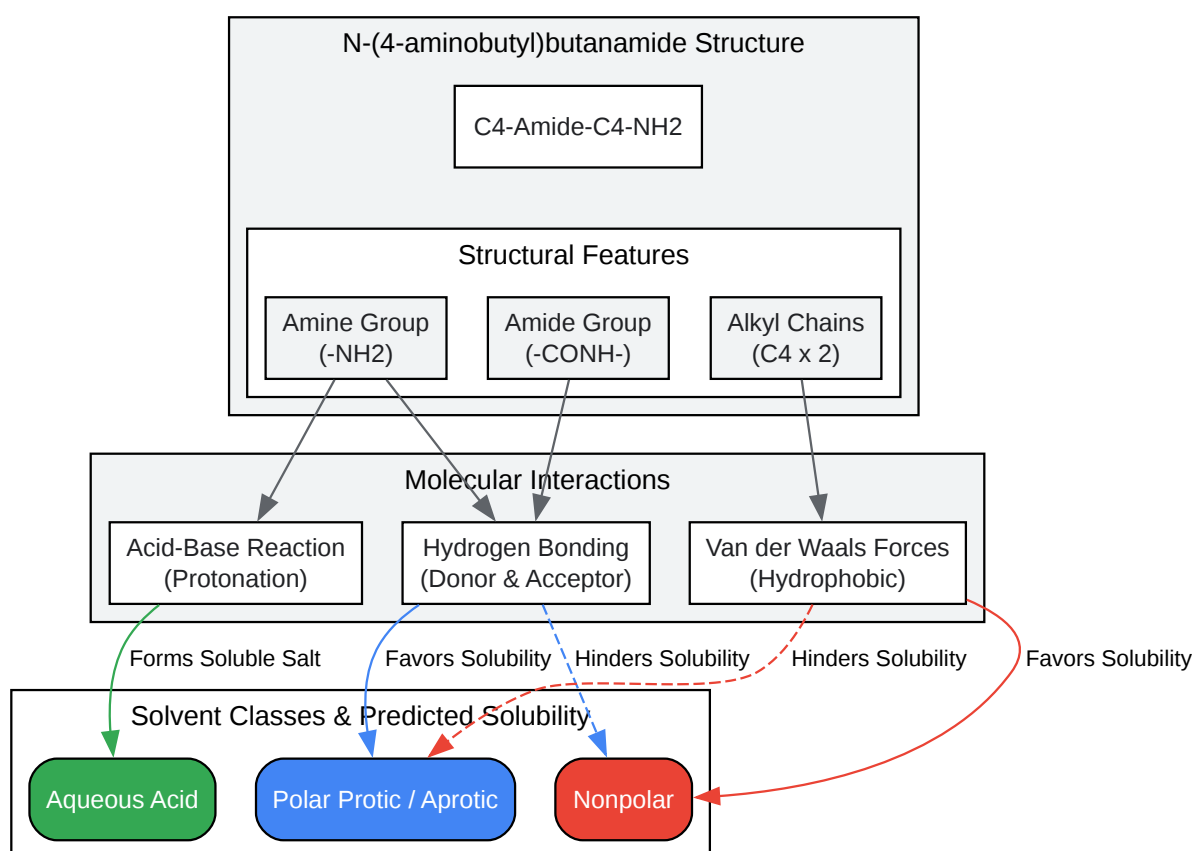 N-(4-aminobutyl)butanamide Structure
C4-Amide-C4-NH2
Structural Features
Amine Group
(-NH2)
Amide Group
(-CONH-)
Alkyl Chains
(C4 x 2)
Molecular Interactions
Acid-Base Reaction
(Protonation)
Hydrogen Bonding
(Donor & Acceptor)
Van der Waals Forces
(Hydrophobic)
Forms Soluble Salt
Favors Solubility
Hinders Solubility
Hinders Solubility
Favors Solubility
Solvent Classes & Predicted Solubility
Aqueous Acid
Polar Protic / Aprotic
Nonpolar